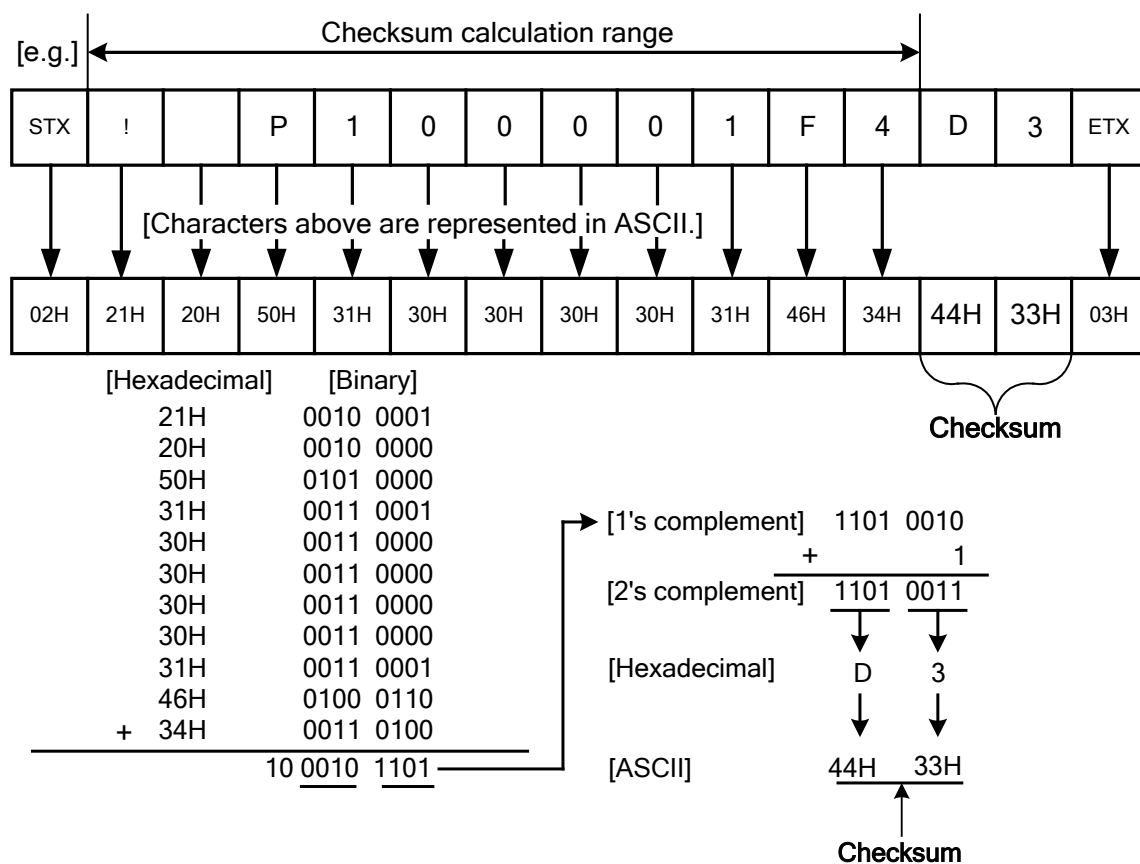 Checksum calculation range
[e.g.]
STX ! P 1 0 0 0 0 1 F 4 D 3 ETX
[Characters above are represented in ASCII.]
02H 21H 20H 50H 31H 30H 30H 30H 30H 31H 46H 34H 44H 33H 03H
[Hexadecimal] [Binary]
Checksum
21H 0010 0001
20H 0010 0000
50H 0101 0000
31H 0011 0001
30H 0011 0000
30H 0011 0000
30H 0011 0000
30H 0011 0000
31H 0011 0001
46H 0100 0110
+ 34H 0011 0100
10 0010 1101
[1's complement] 1101 0010
+ 1
[2's complement] 1101 0011
[Hexadecimal] D 3
[ASCII] 44H 33H
Checksum